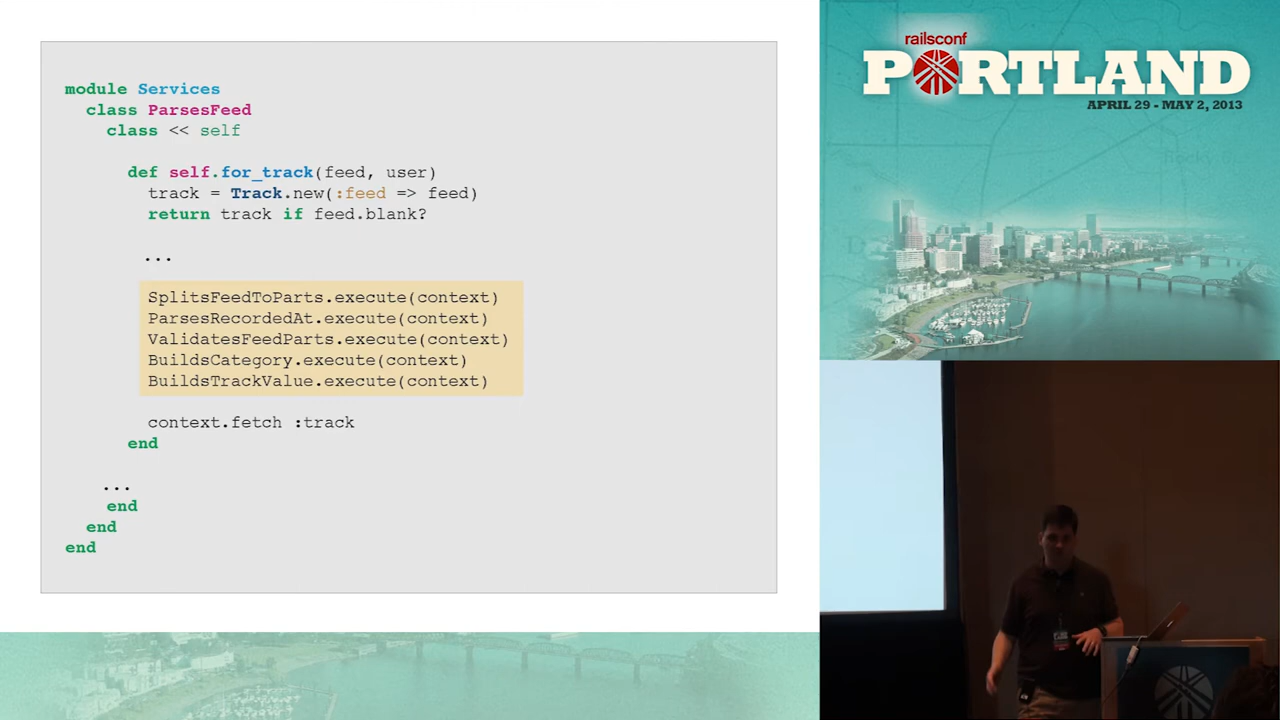 module Services
class ParsesFeed
class << self
def self.for_track(feed, user)
track = Track.new(:feed => feed)
return track if feed.blank?
...
SplitsFeedToParts.execute(context)
ParsesRecordedAt.execute(context)
ValidatesFeedParts.execute(context)
BuildsCategory.execute(context)
BuildsTrackValue.execute(context)
context.fetch :track
end
...
end
end
end
railsconf
PORTLAND
APRIL 29 - MAY 2, 2013